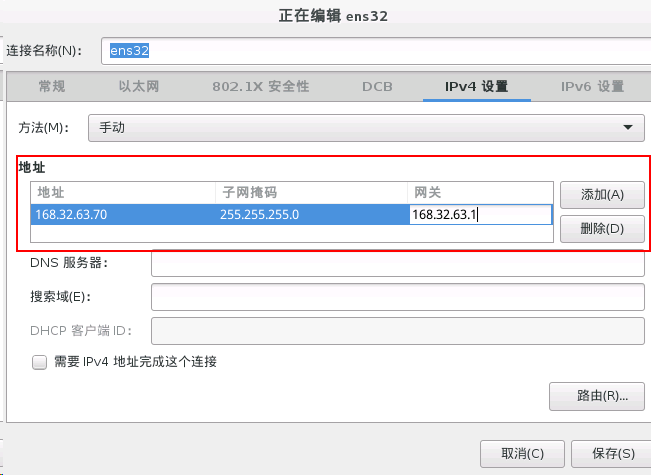 正在编辑 ens32
连接名称(N)： ens32
常规 以太网 802.1X 安全性 DCB IPv4 设置 IPv6 设置
方法(M)： 手动
地址
地址 子网掩码 网关 添加(A)
168.32.63.70 255.255.255.0 168.32.63.1 删除(D)
DNS 服务器：
搜索域(E)：
DHCP 客户端 ID：
需要 IPv4 地址完成这个连接
路由(R)...
取消(C) 保存(S)